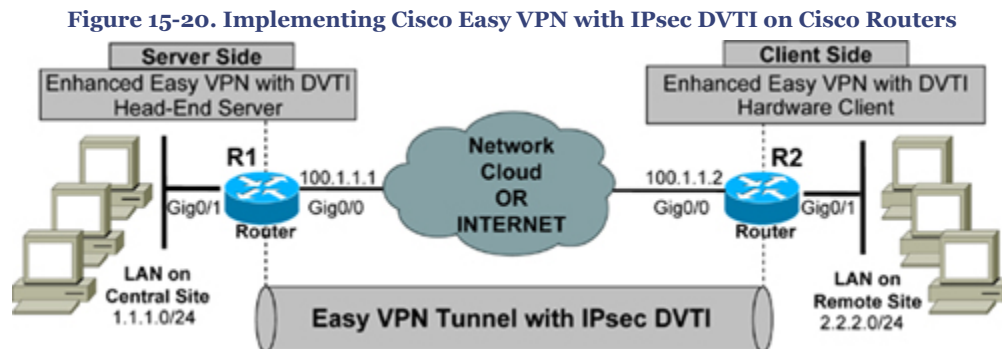 Figure 15-20. Implementing Cisco Easy VPN with IPsec DVTI on Cisco Routers
Server Side
Enhanced Easy VPN with DVTI
Head-End Server
Client Side
Enhanced Easy VPN with DVTI
Hardware Client
R1
100.1.1.1
Gig0/1
Gig0/0
Router
Network
Cloud
OR
INTERNET
R2
100.1.1.2
Gig0/0
Gig0/1
Router
LAN on
Central Site
1.1.1.0/24
LAN on
Remote Site
2.2.2.0/24
Easy VPN Tunnel with IPsec DVTI